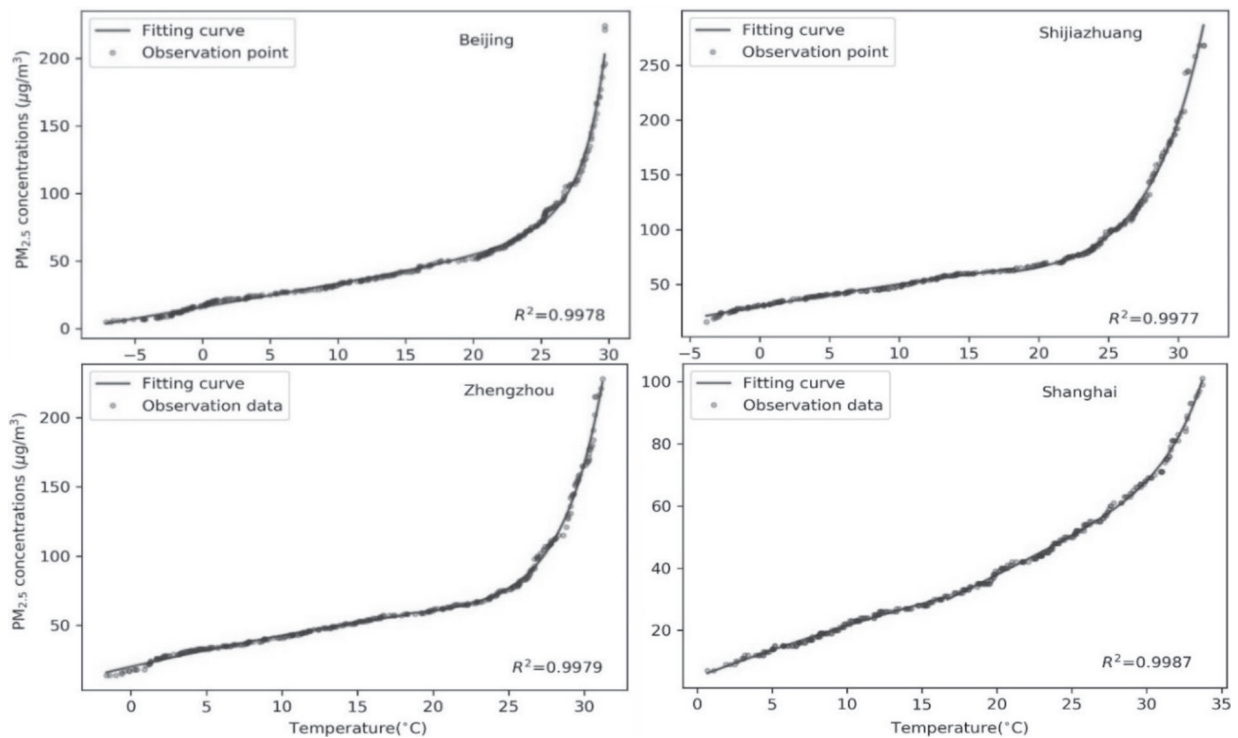 Fitting curve
Observation point
Beijing
PM2.5 concentrations (μg/m³)
200
150
100
50
0
R²=0.9978
−5 0 5 10 15 20 25 30
Fitting curve
Observation point
Shijiazhuang
250
200
150
100
50
R²=0.9977
−5 0 5 10 15 20 25 30
Fitting curve
Observation data
Zhengzhou
PM2.5 concentrations (μg/m³)
200
150
100
50
R²=0.9979
0 5 10 15 20 25 30
Temperature(°C)
Fitting curve
Observation data
Shanghai
100
80
60
40
20
R²=0.9987
0 5 10 15 20 25 30 35
Temperature(°C)